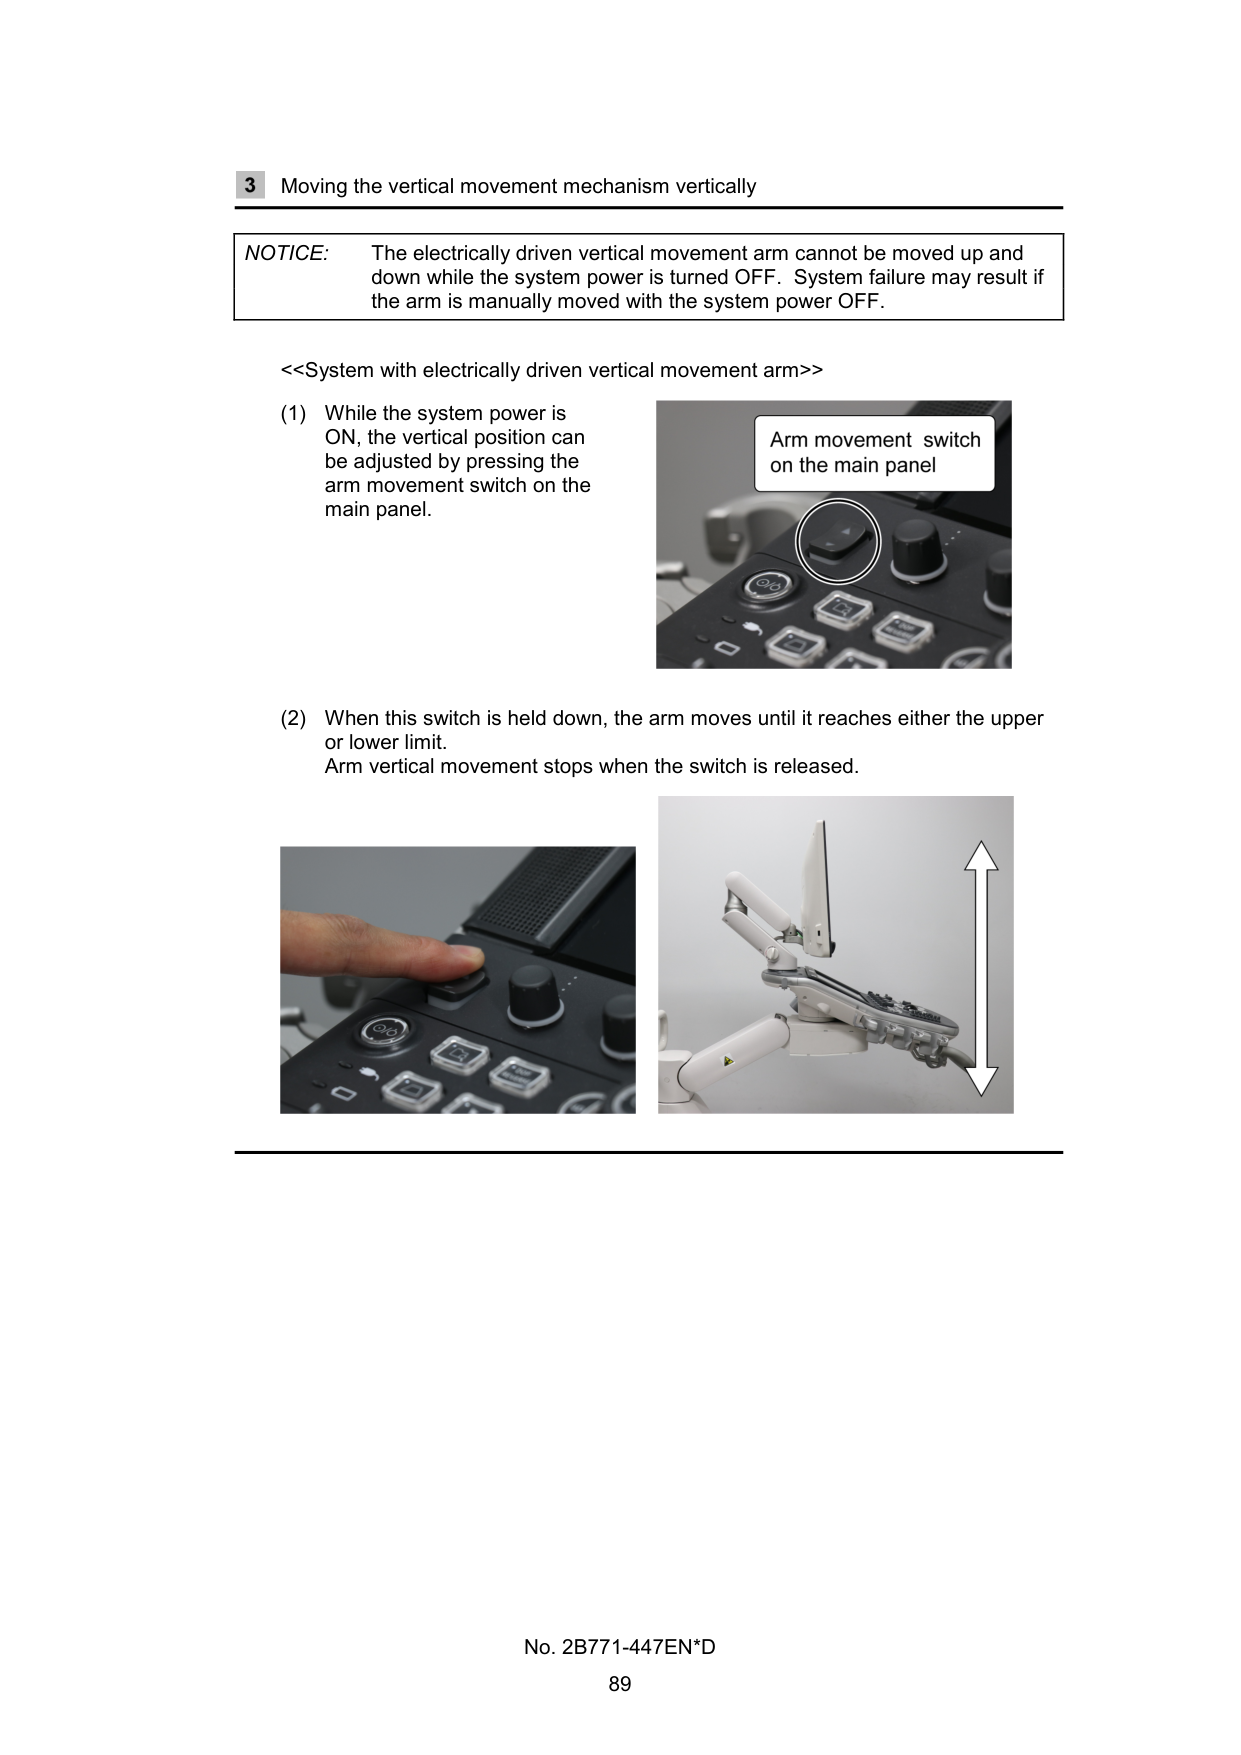 3 Moving the vertical movement mechanism vertically
NOTICE: The electrically driven vertical movement arm cannot be moved up and
down while the system power is turned OFF.  System failure may result if
the arm is manually moved with the system power OFF.
<<System with electrically driven vertical movement arm>>
(1) While the system power is
ON, the vertical position can
be adjusted by pressing the
arm movement switch on the
main panel.
Arm movement  switch
on the main panel
(2) When this switch is held down, the arm moves until it reaches either the upper
or lower limit.
Arm vertical movement stops when the switch is released.
No. 2B771-447EN*D
89